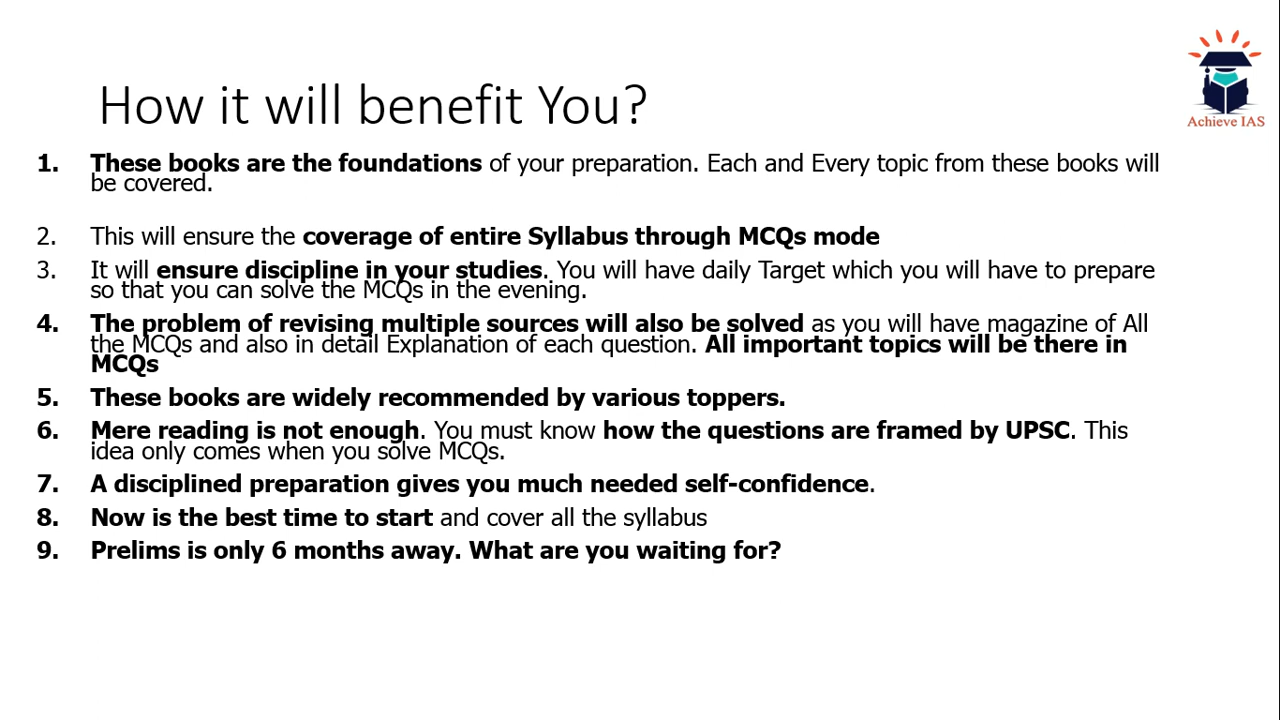 How it will benefit You?
Achieve IAS
1. These books are the foundations of your preparation. Each and Every topic from these books will
be covered.
2. This will ensure the coverage of entire Syllabus through MCQs mode
3. It will ensure discipline in your studies. You will have daily Target which you will have to prepare
so that you can solve the MCQs in the evening.
4. The problem of revising multiple sources will also be solved as you will have magazine of All
the MCQs and also in detail Explanation of each question. All important topics will be there in
MCQs
5. These books are widely recommended by various toppers.
6. Mere reading is not enough. You must know how the questions are framed by UPSC. This
idea only comes when you solve MCQs.
7. A disciplined preparation gives you much needed self-confidence.
8. Now is the best time to start and cover all the syllabus
9. Prelims is only 6 months away. What are you waiting for?